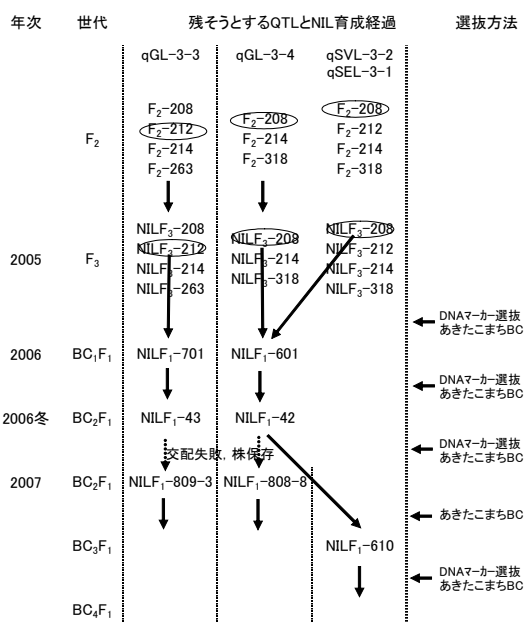 年次 世代 残そうとするQTLとNIL育成経過 選抜方法
qGL-3-3 qGL-3-4 qSVL-3-2
qSEL-3-1
F₂
F₂-208
F₂-212
F₂-214
F₂-263
F₂-208
F₂-214
F₂-318
F₂-208
F₂-212
F₂-214
F₂-318
2005 F₃
NILF₃-208
NILF₃-212
NILF₃-214
NILF₃-263
NILF₃-208
NILF₃-214
NILF₃-318
NILF₃-208
NILF₃-212
NILF₃-214
NILF₃-318
DNAマーカー選抜
あきたこまちBC
2006 BC₁F₁ NILF₁-701 NILF₁-601
DNAマーカー選抜
あきたこまちBC
2006冬 BC₂F₁ NILF₁-43 NILF₁-42
交配失敗, 株保存
DNAマーカー選抜
あきたこまちBC
2007 BC₂F₁ NILF₁-809-3 NILF₁-808-8
あきたこまちBC
BC₃F₁ NILF₁-610
DNAマーカー選抜
あきたこまちBC
BC₄F₁